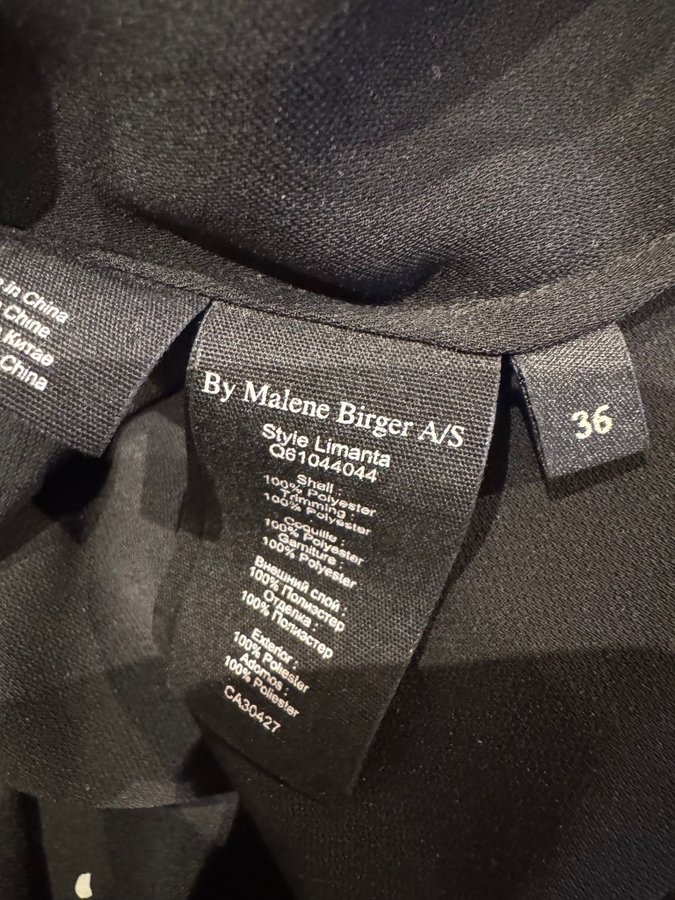 in China
Chine
Китае
China
By Malene Birger A/S
Style Limanta
Q61044044
Shell :
100% Polyester
Trimming :
100% Polyester
Coquille :
100% Polyester
Garniture :
100% Polyester
Внешний слой :
100% Полиэстер
Отделка :
100% Полиэстер
Exterior :
100% Poliester
Adornos :
100% Poliester
CA30427
36